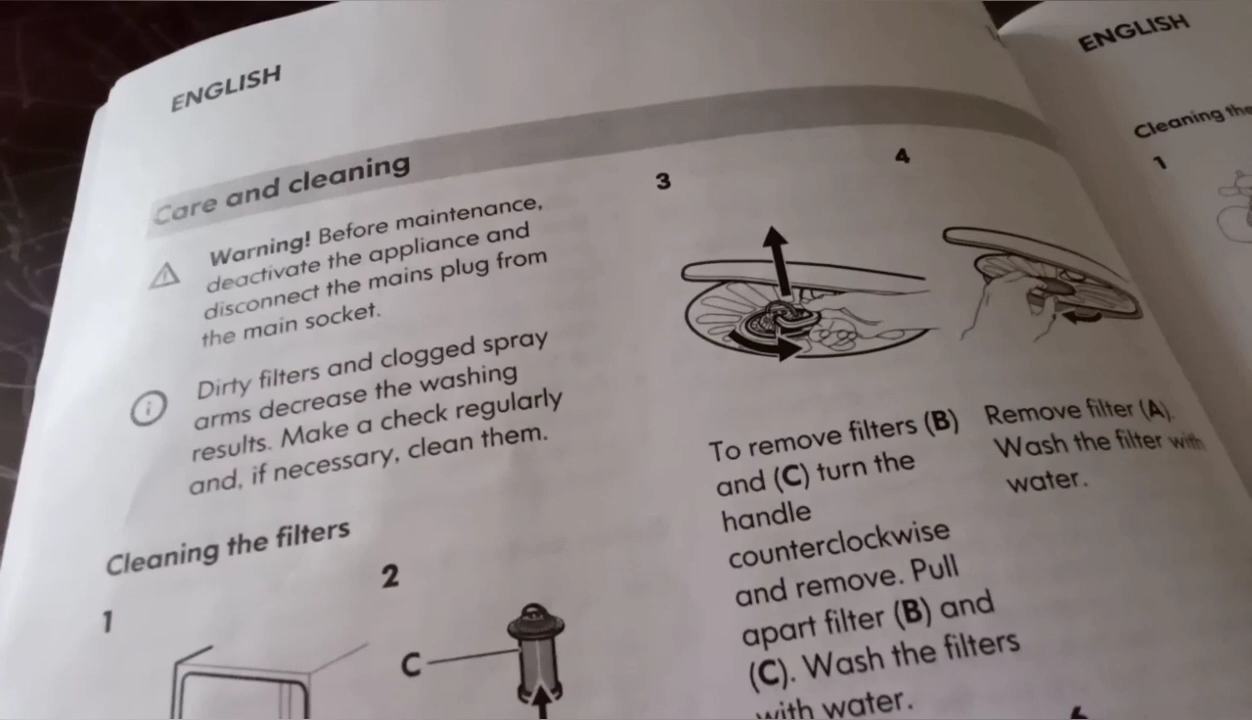 ENGLISH
Care and cleaning
Warning! Before maintenance,
deactivate the appliance and
disconnect the mains plug from
the main socket.
Dirty filters and clogged spray
arms decrease the washing
results. Make a check regularly
and, if necessary, clean them.
Cleaning the filters
1
2
C
3
To remove filters (B)
and (C) turn the
handle
counterclockwise
and remove. Pull
apart filter (B) and
(C). Wash the filters
with water.
4
Remove filter (A).
Wash the filter with
water.
ENGLISH
Cleaning the
1